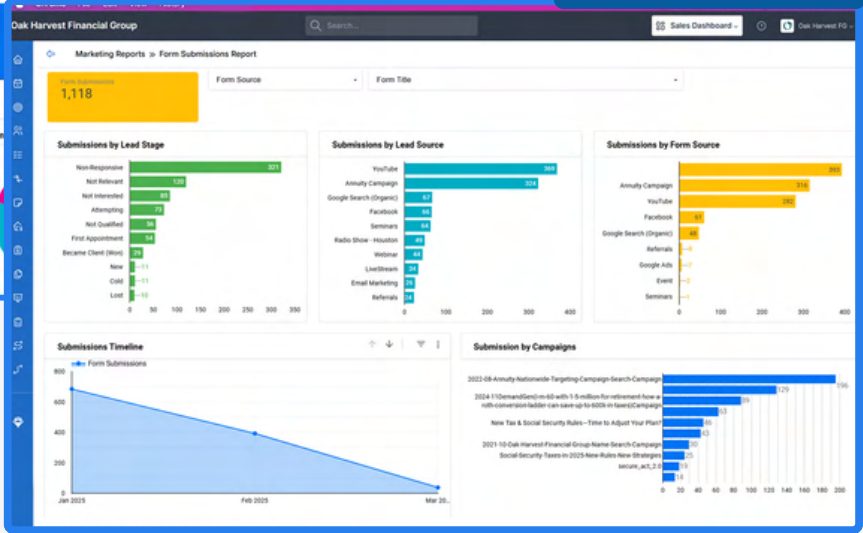 Oak Harvest Financial Group
Search...
Sales Dashboard
Oak Harvest FG
Marketing Reports » Form Submissions Report
Form Submissions
1,118
Form Source
Form Title
Submissions by Lead Stage
Non-Responsive 321
Not Relevant 120
Not Interested 85
Attempting 73
Not Qualified 56
First Appointment 54
Became Client (Won) 29
New 11
Cold 11
Lost 10
0 50 100 150 200 250 300 350
Submissions by Lead Source
YouTube 369
Annuity Campaign 324
Google Search (Organic) 67
Facebook 66
Seminars 64
Radio Show - Houston 49
Webinar 44
LiveStream 34
Email Marketing 26
Referrals 24
0 100 200 300 400
Submissions by Form Source
393
Annuity Campaign 316
YouTube 282
Facebook 61
Google Search (Organic) 48
Referrals
Google Ads 7
Event
Seminars
0 100 200 300 400
Submissions Timeline
Form Submissions
800
600
400
200
0
Jan 2025 Feb 2025 Mar 20...
Submission by Campaigns
2022-08-Annuity-Nationwide-Targeting-Campaign-Search-Campaign 196
129
2024-11DemandGen(I-m-60-with-1-5-million-for-retirement-how-a 89
roth-conversion-ladder-can-save-up-to-600k-in-taxes)Campaign
63
New Tax & Social Security Rules—Time to Adjust Your Plan? 46
43
2021-10-Oak-Harvest-Financial-Group-Name-Search-Campaign 30
Social-Security-Taxes-in-2025-New-Rules-New-Strategies 25
secure_act_2.0 19
14
0 20 40 60 80 100 120 140 160 180 200